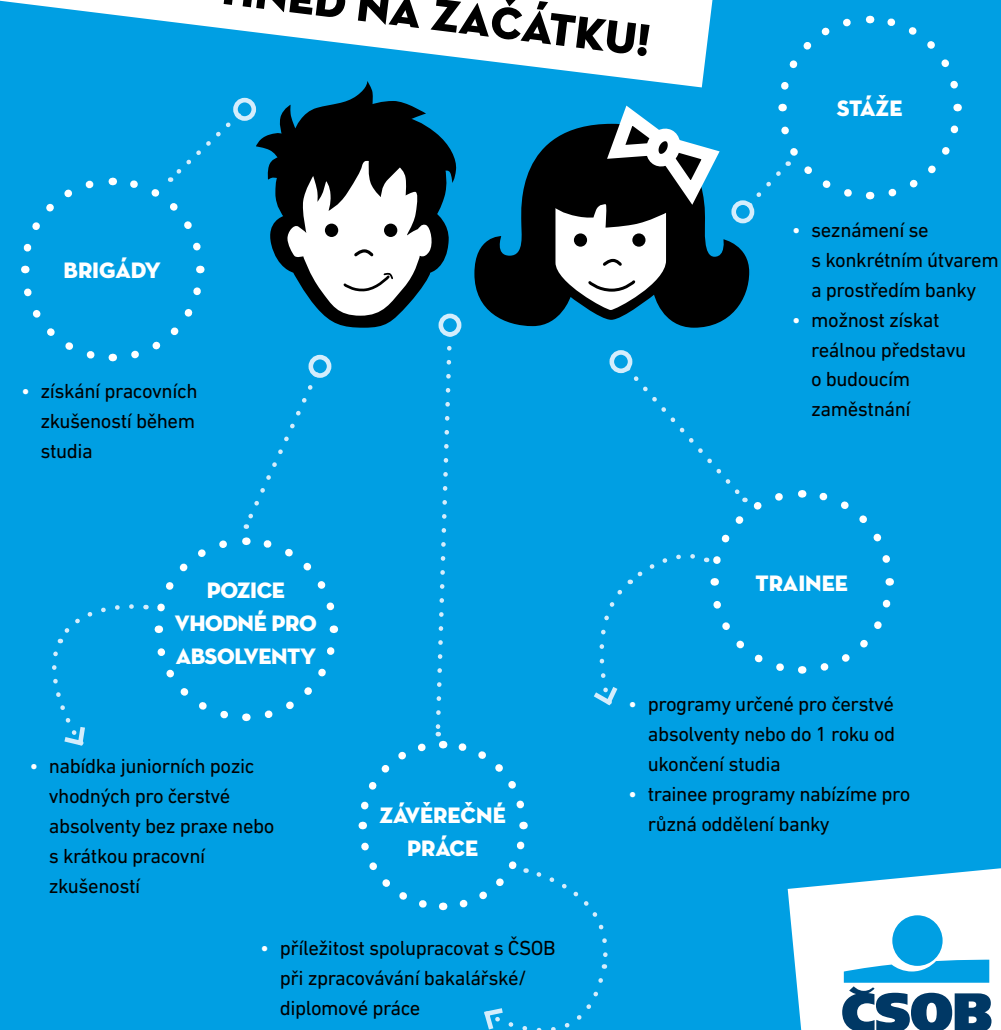 HNED NA ZAČÁTKU!
STÁŽE
• seznámení se
s konkrétním útvarem
a prostředím banky
• možnost získat
reálnou představu
o budoucím
zaměstnání
BRIGÁDY
• získání pracovních
zkušeností během
studia
POZICE
VHODNÉ PRO
ABSOLVENTY
• nabídka juniorních pozic
vhodných pro čerstvé
absolventy bez praxe nebo
s krátkou pracovní
zkušeností
TRAINEE
• programy určené pro čerstvé
absolventy nebo do 1 roku od
ukončení studia
• trainee programy nabízíme pro
různá oddělení banky
ZÁVĚREČNÉ
PRÁCE
• příležitost spolupracovat s ČSOB
při zpracovávání bakalářské/
diplomové práce
ČSOB